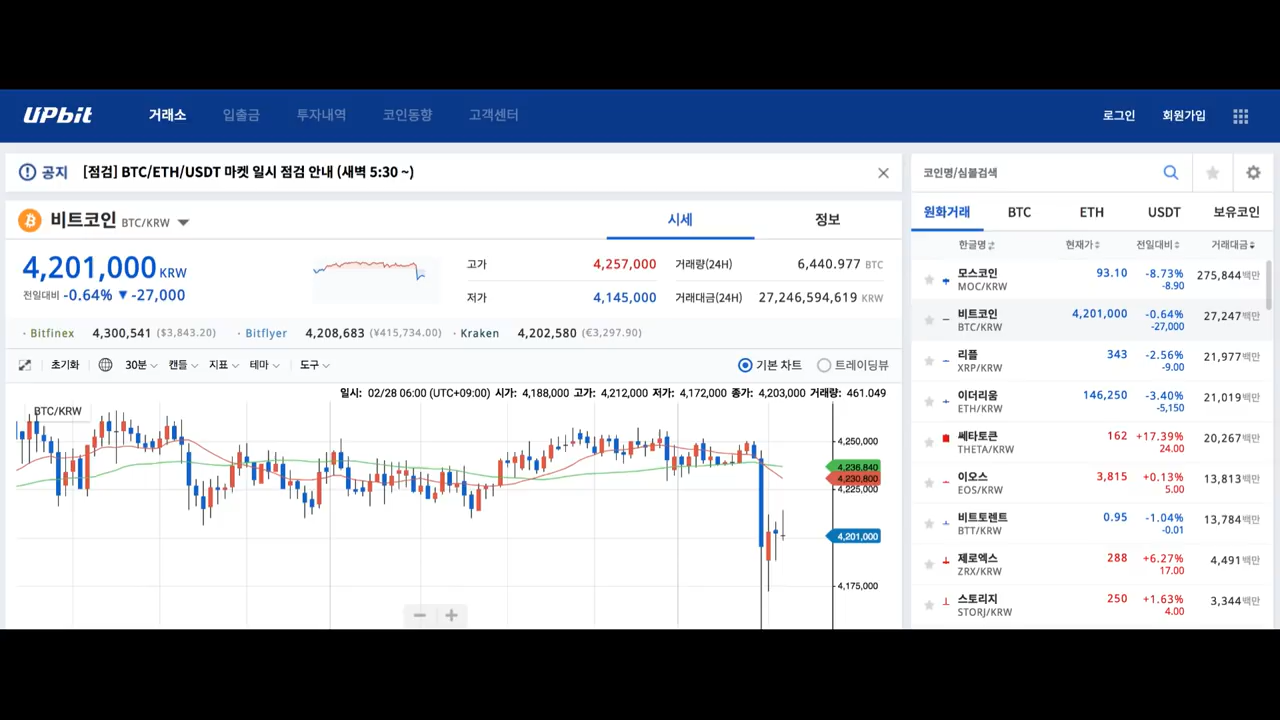 UPbit 거래소 입출금 투자내역 코인동향 고객센터 로그인 회원가입
공지 [점검] BTC/ETH/USDT 마켓 일시 점검 안내 (새벽 5:30 ~)
비트코인 BTC/KRW 시세 정보
4,201,000 KRW
전일대비 -0.64% ▼ -27,000
고가 4,257,000 거래량(24H) 6,440.977 BTC
저가 4,145,000 거래대금(24H) 27,246,594,619 KRW
· Bitfinex 4,300,541 ($3,843.20) · Bitflyer 4,208,683 (¥415,734.00) · Kraken 4,202,580 (€3,297.90)
초기화 30분 캔들 지표 테마 도구 기본 차트 트레이딩뷰
일시: 02/28 06:00 (UTC+09:00) 시가: 4,188,000 고가: 4,212,000 저가: 4,172,000 종가: 4,203,000 거래량: 461.049
BTC/KRW
4,250,000
4,236,840
4,230,800
4,225,000
4,201,000
4,175,000
코인명/심볼검색
원화거래 BTC ETH USDT 보유코인
한글명 현재가 전일대비 거래대금
모스코인 93.10 -8.73% 275,844백만
MOC/KRW -8.90
비트코인 4,201,000 -0.64% 27,247백만
BTC/KRW -27,000
리플 343 -2.56% 21,977백만
XRP/KRW -9.00
이더리움 146,250 -3.40% 21,019백만
ETH/KRW -5,150
쎄타토큰 162 +17.39% 20,267백만
THETA/KRW 24.00
이오스 3,815 +0.13% 13,813백만
EOS/KRW 5.00
비트토렌트 0.95 -1.04% 13,784백만
BTT/KRW -0.01
제로엑스 288 +6.27% 4,491백만
ZRX/KRW 17.00
스토리지 250 +1.63% 3,344백만
STORJ/KRW 4.00